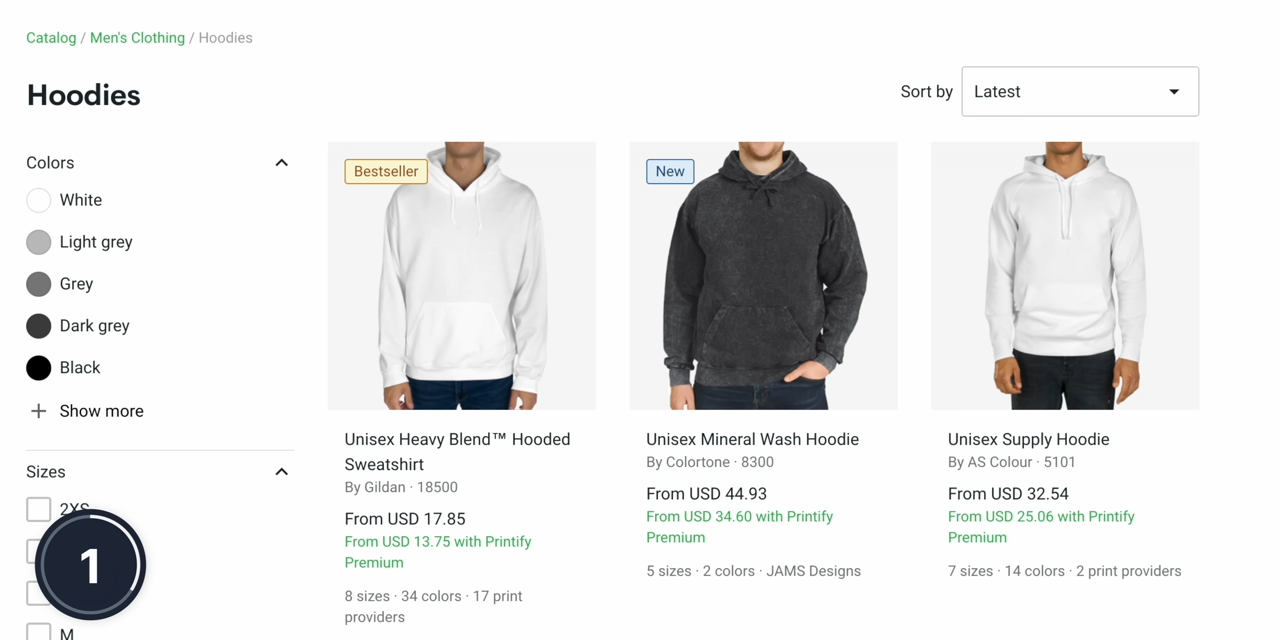 Catalog / Men's Clothing / Hoodies
Hoodies
Sort by Latest
Colors
White
Light grey
Grey
Dark grey
Black
+ Show more
Sizes
2XS
M
1
Bestseller
Unisex Heavy Blend™ Hooded
Sweatshirt
By Gildan · 18500
From USD 17.85
From USD 13.75 with Printify
Premium
8 sizes · 34 colors · 17 print
providers
New
Unisex Mineral Wash Hoodie
By Colortone · 8300
From USD 44.93
From USD 34.60 with Printify
Premium
5 sizes · 2 colors · JAMS Designs
Unisex Supply Hoodie
By AS Colour · 5101
From USD 32.54
From USD 25.06 with Printify
Premium
7 sizes · 14 colors · 2 print providers